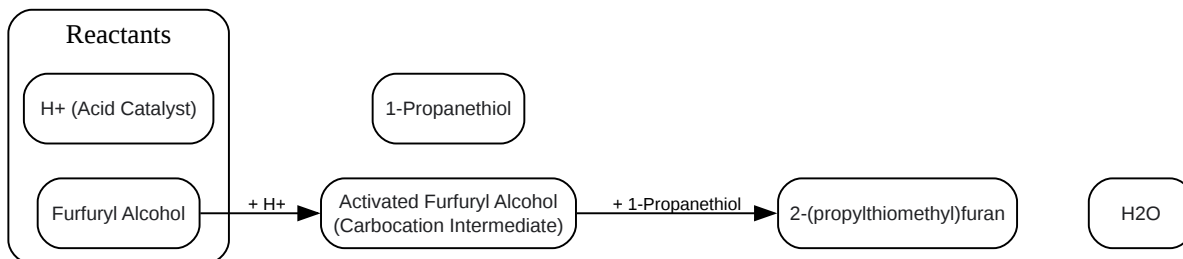 Reactants
H+ (Acid Catalyst)
1-Propanethiol
Furfuryl Alcohol
+ H+
Activated Furfuryl Alcohol
(Carbocation Intermediate)
+ 1-Propanethiol
2-(propylthiomethyl)furan
H2O